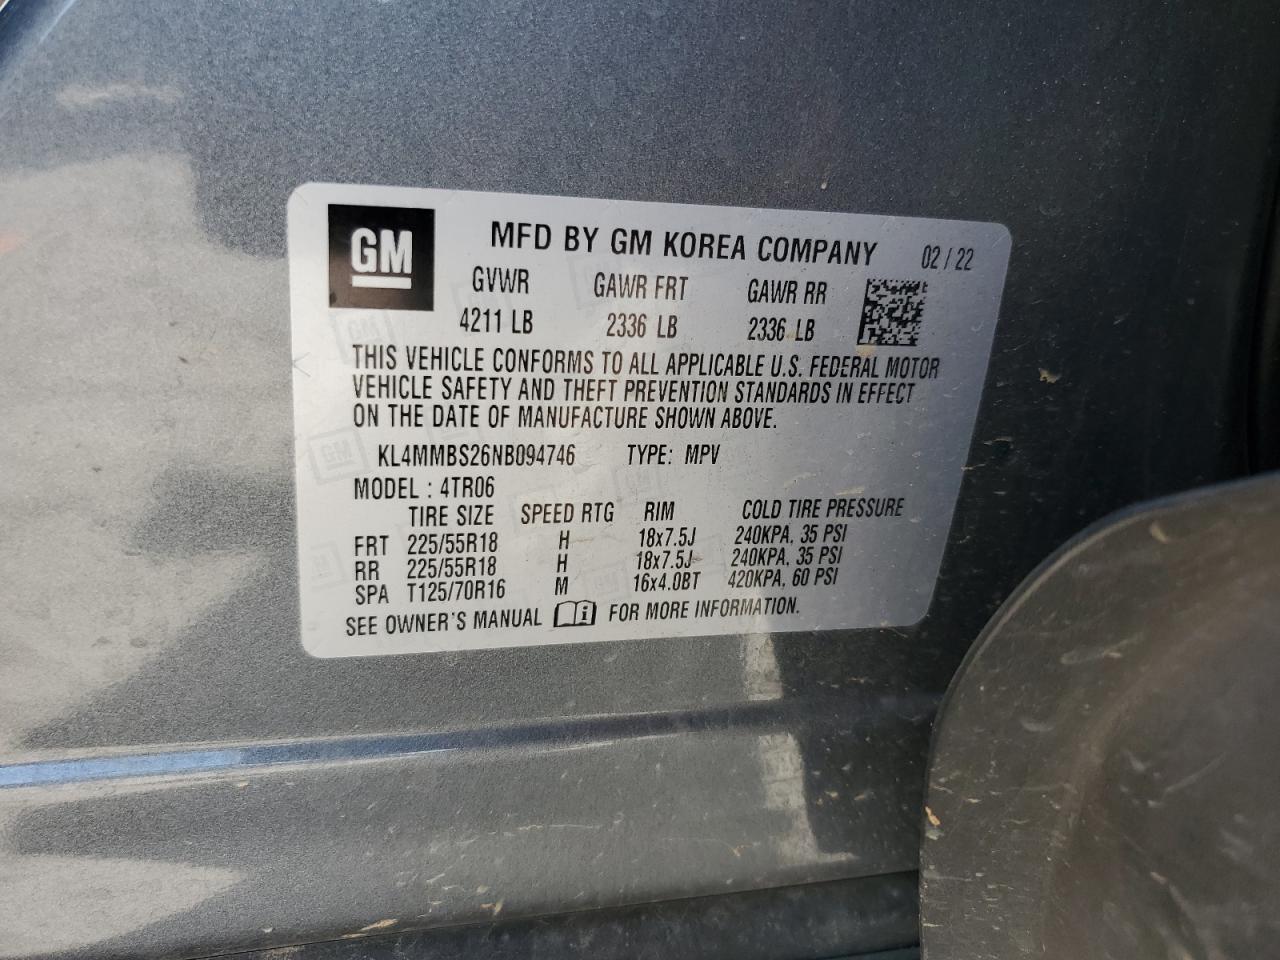 GM
MFD BY GM KOREA COMPANY 02 / 22
GVWR GAWR FRT GAWR RR
4211 LB 2336 LB 2336 LB
THIS VEHICLE CONFORMS TO ALL APPLICABLE U.S. FEDERAL MOTOR
VEHICLE SAFETY AND THEFT PREVENTION STANDARDS IN EFFECT
ON THE DATE OF MANUFACTURE SHOWN ABOVE.
KL4MMBS26NB094746 TYPE: MPV
MODEL : 4TR06
TIRE SIZE SPEED RTG RIM COLD TIRE PRESSURE
FRT 225/55R18 H 18x7.5J 240KPA, 35 PSI
RR 225/55R18 H 18x7.5J 240KPA, 35 PSI
SPA T125/70R16 M 16x4.0BT 420KPA, 60 PSI
SEE OWNER'S MANUAL i FOR MORE INFORMATION.